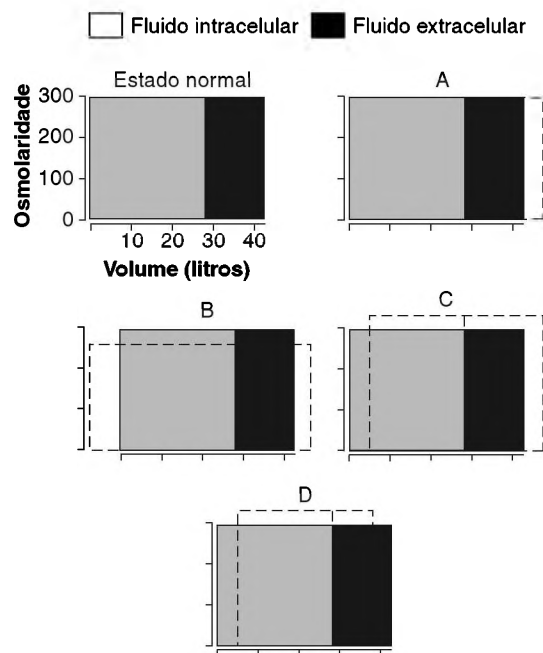 Fluido intracelular Fluido extracelular
Estado normal
Osmolaridade
300
200
100
0
10 20 30 40
Volume (litros)
A
B
C
D